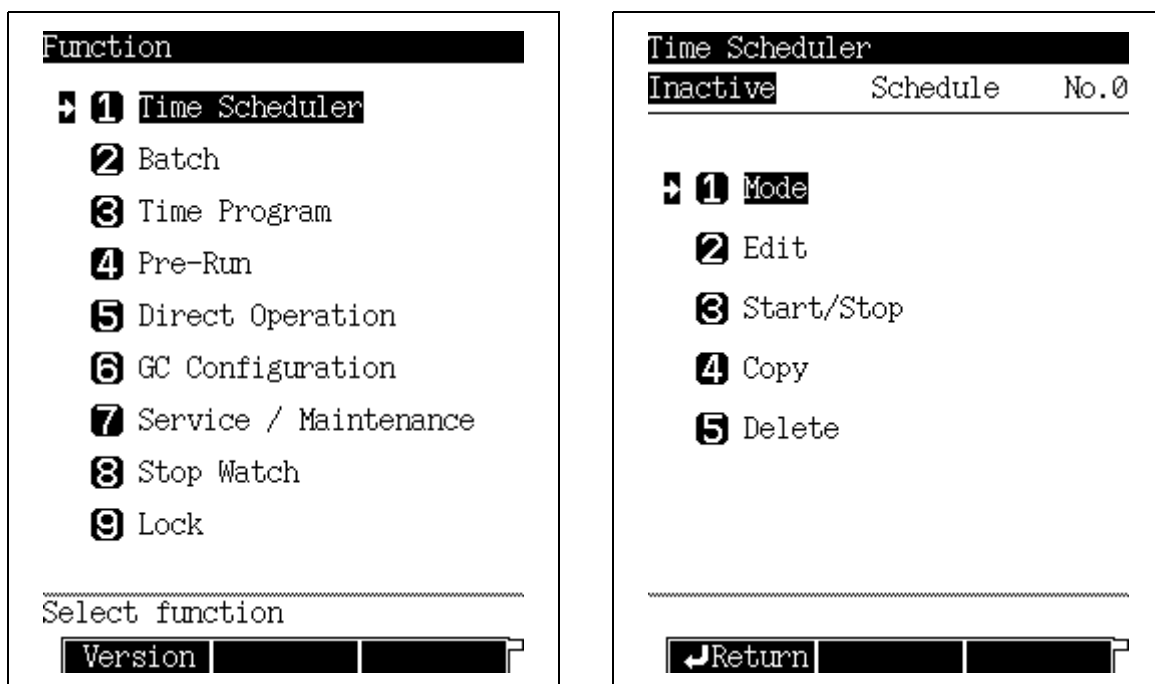 Function
1 Time Scheduler
2 Batch
3 Time Program
4 Pre-Run
5 Direct Operation
6 GC Configuration
7 Service / Maintenance
8 Stop Watch
9 Lock
Select function
Version
Time Scheduler
Inactive Schedule No.0
1 Mode
2 Edit
3 Start/Stop
4 Copy
5 Delete
Return